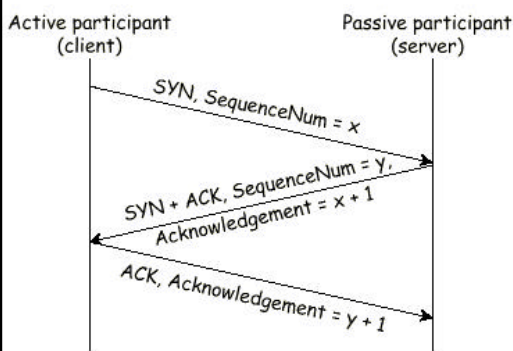 Active participant
(client)
Passive participant
(server)
SYN, SequenceNum = x
SYN + ACK, SequenceNum = y,
Acknowledgement = x + 1
ACK, Acknowledgement = y + 1